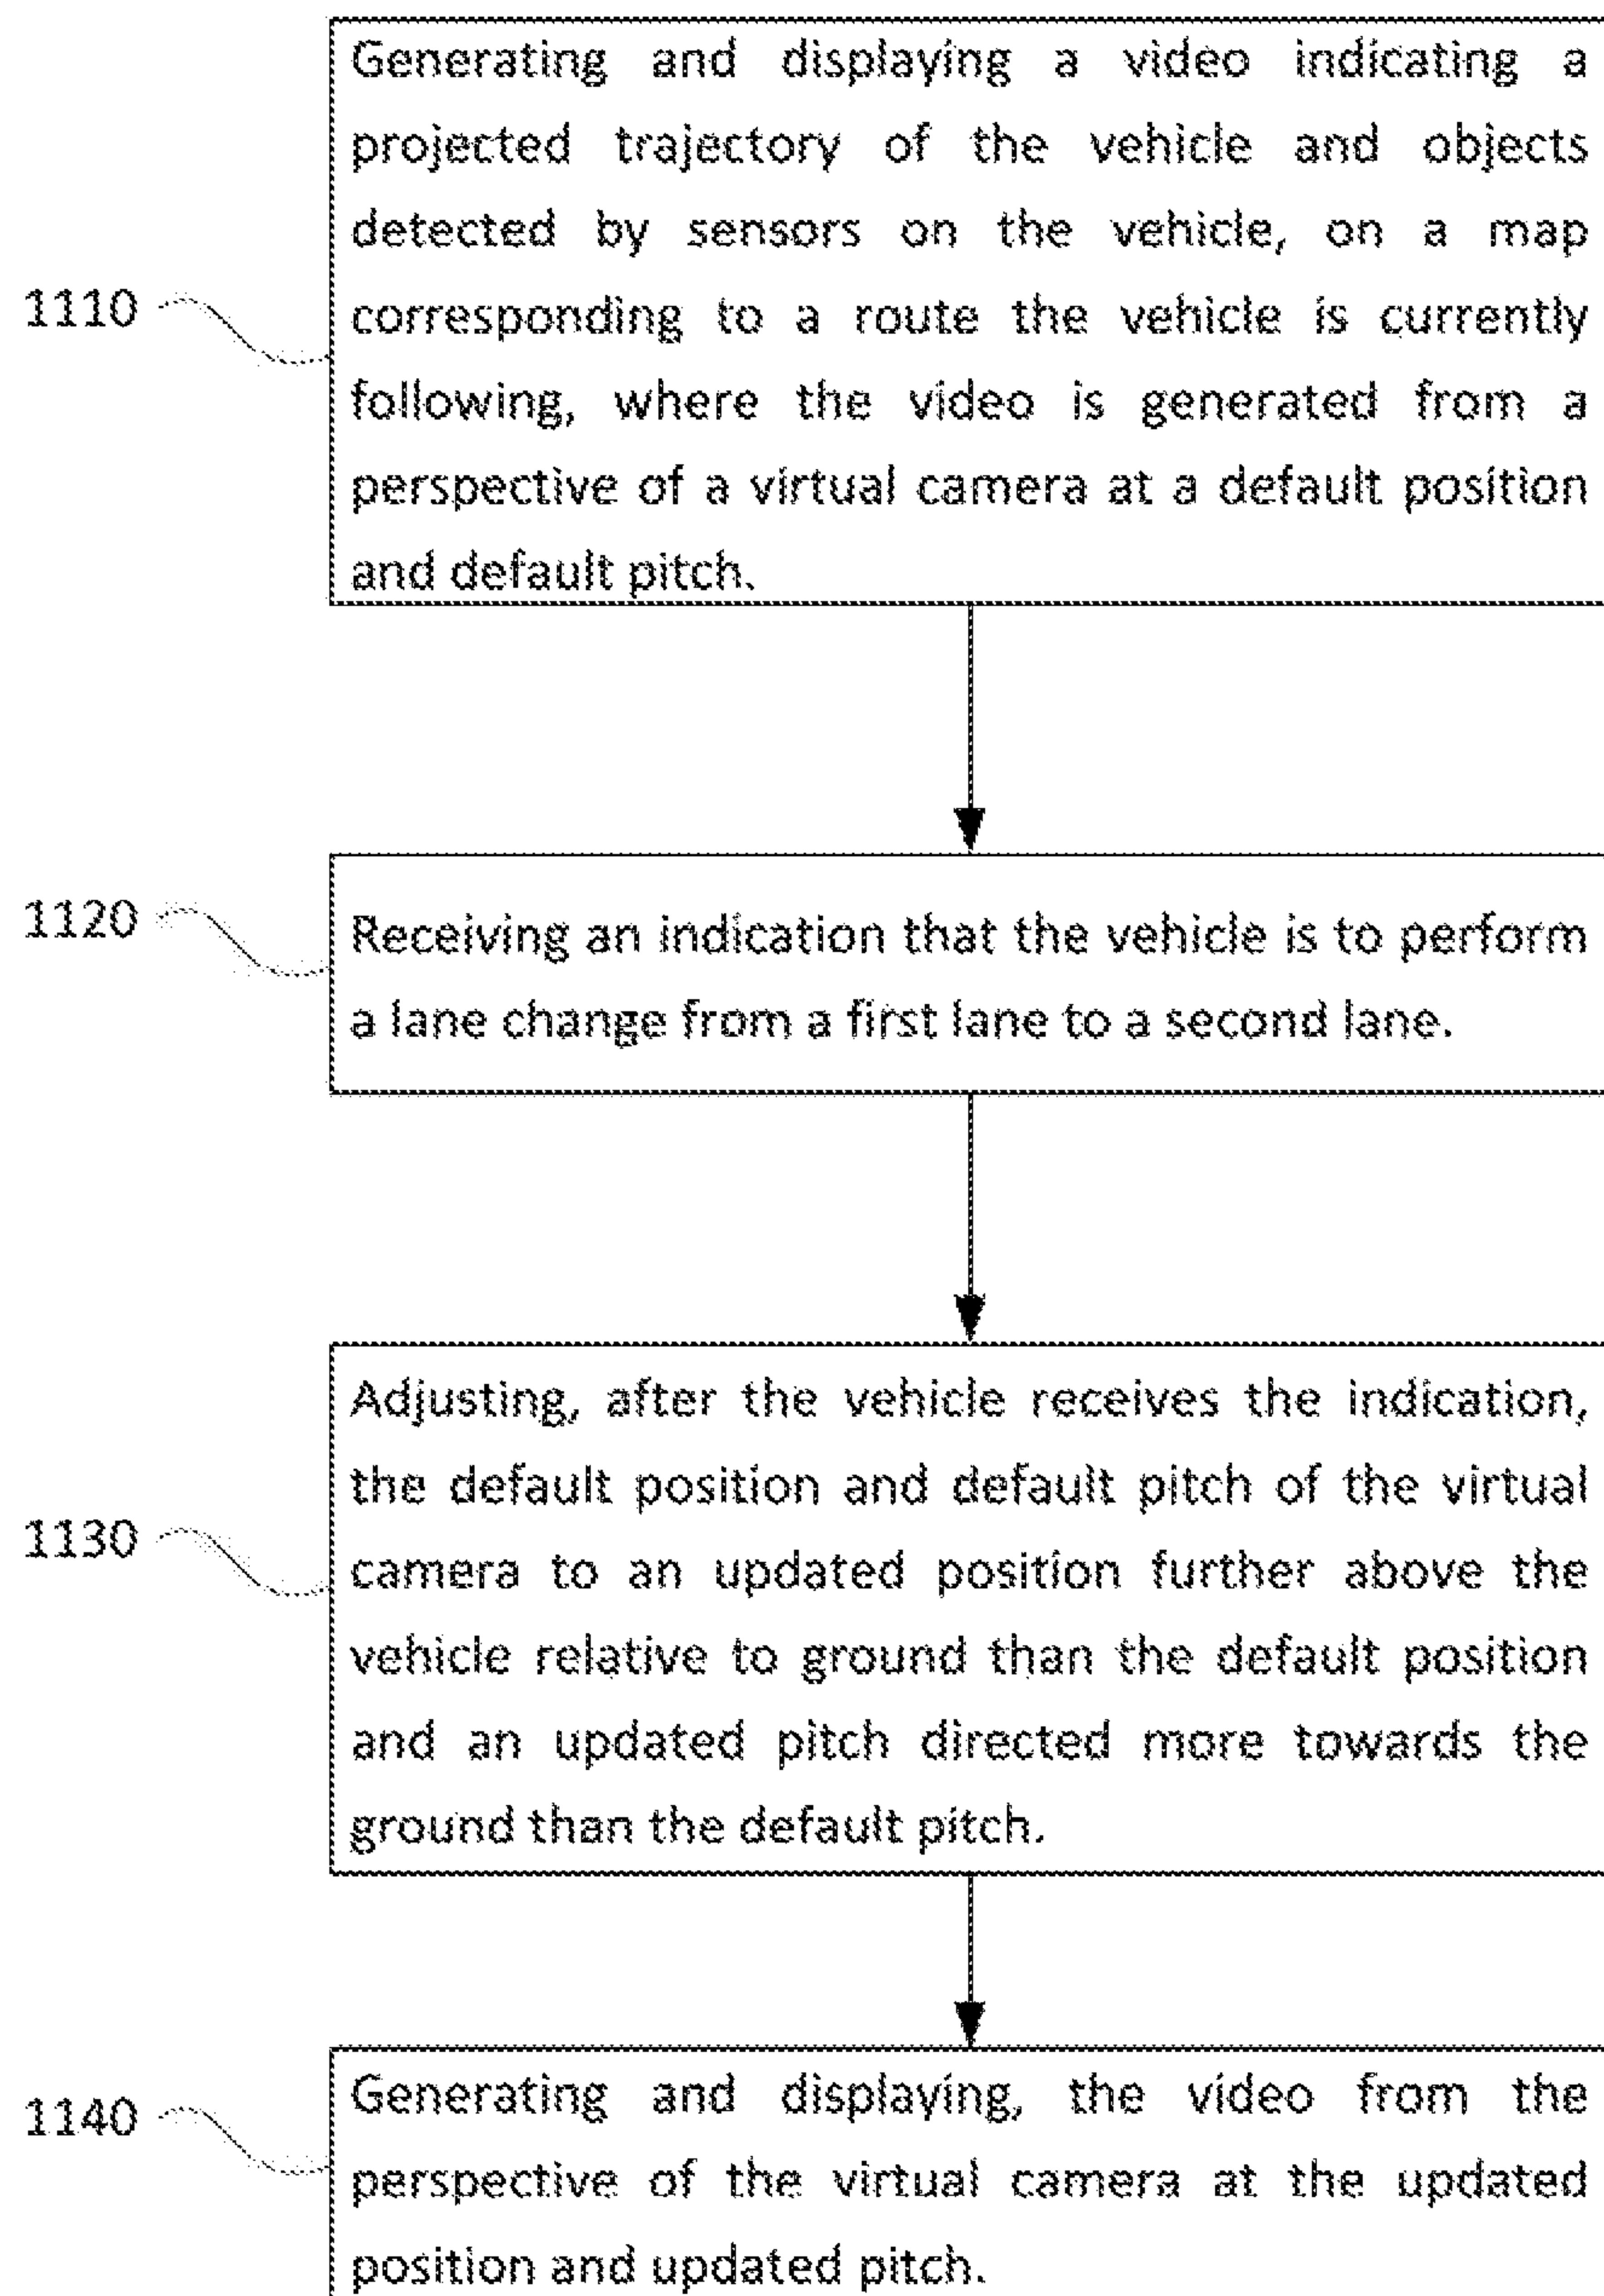 Generating and displaying a video indicating a
projected trajectory of the vehicle and objects
detected by sensors on the vehicle, on a map
1110
corresponding to a route the vehicle is currently
following, where the video is generated from a
perspective of a virtual camera at a default position
and default pitch.
1120
Receiving an indication that the vehicle is to perform
a lane change from a first lane to a second lane.
Adjusting, after the vehicle receives the indication,
the default position and default pitch of the virtual
1130
camera to an updated position further above the
vehicle relative to ground than the default position
and an updated pitch directed more towards the
ground than the default pitch.
Generating and displaying, the video from the
1140
perspective of the virtual camera at the updated
position and updated pitch.